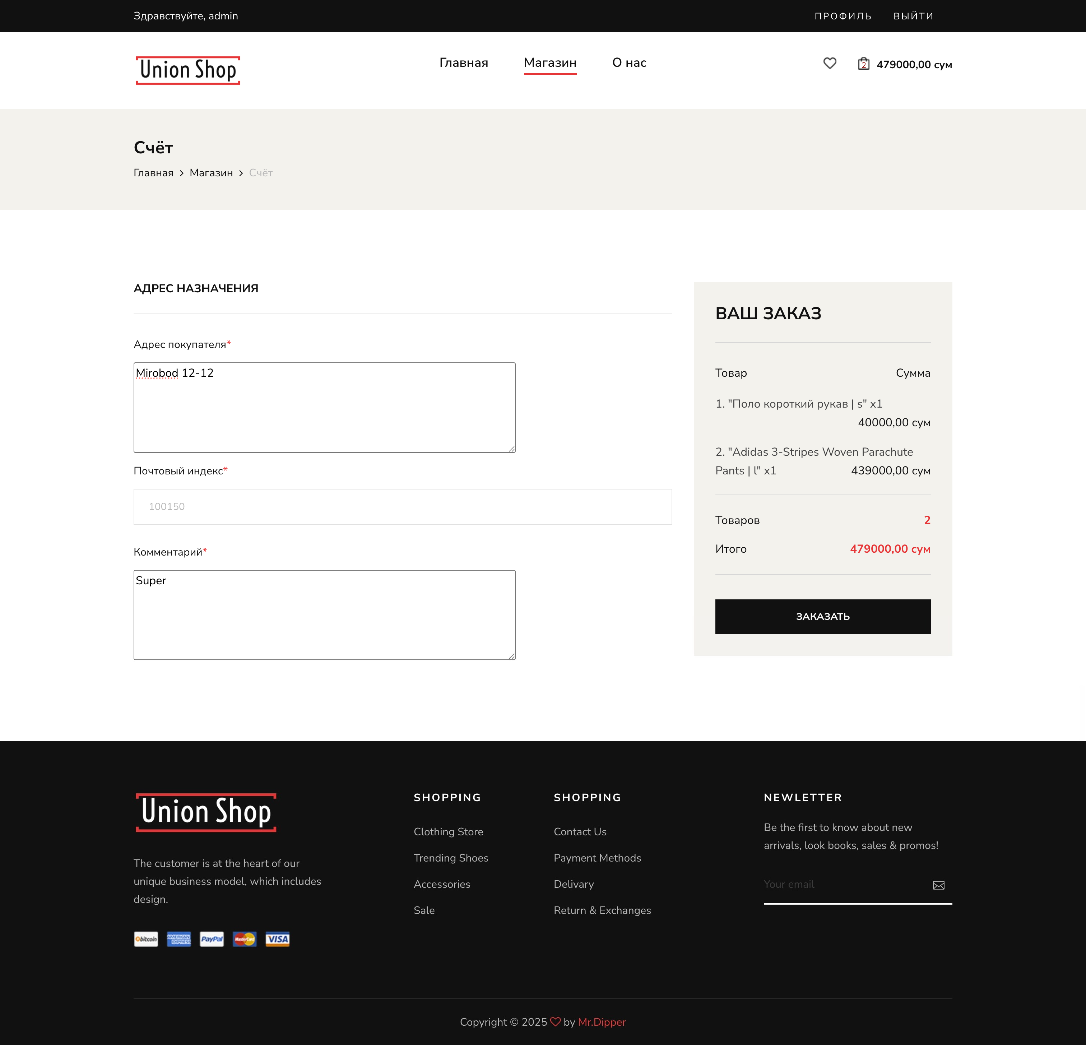 Здравствуйте, admin
ПРОФИЛЬ ВЫЙТИ
Union Shop
Главная Магазин О нас
2 479000,00 сум
Счёт
Главная > Магазин > Счёт
АДРЕС НАЗНАЧЕНИЯ
Адрес покупателя*
Mirobod 12-12
Почтовый индекс*
100150
Комментарий*
Super
ВАШ ЗАКАЗ
Товар Сумма
1. "Поло короткий рукав | s" x1
40000,00 сум
2. "Adidas 3-Stripes Woven Parachute
Pants | l" x1 439000,00 сум
Товаров 2
Итого 479000,00 сум
ЗАКАЗАТЬ
Union Shop
The customer is at the heart of our
unique business model, which includes
design.
bitcoin AMERICAN EXPRESS PayPal MasterCard VISA
SHOPPING
Clothing Store
Trending Shoes
Accessories
Sale
SHOPPING
Contact Us
Payment Methods
Delivary
Return & Exchanges
NEWLETTER
Be the first to know about new
arrivals, look books, sales & promos!
Your email
Copyright © 2025 ♡ by Mr.Dipper